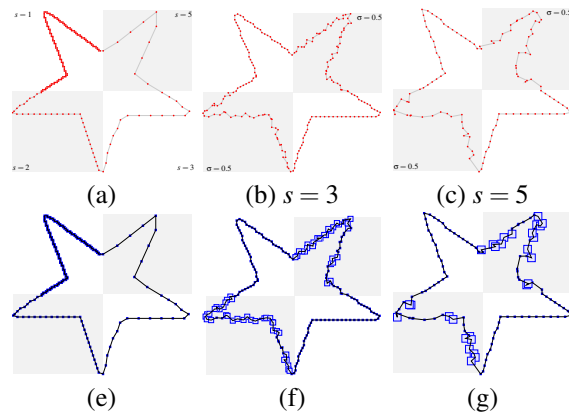 s=1
s=5
s=2
s=3
σ=0.5
σ=0.5
σ=0.5
σ=0.5
(a)
(b) s = 3
(c) s = 5
(e)
(f)
(g)